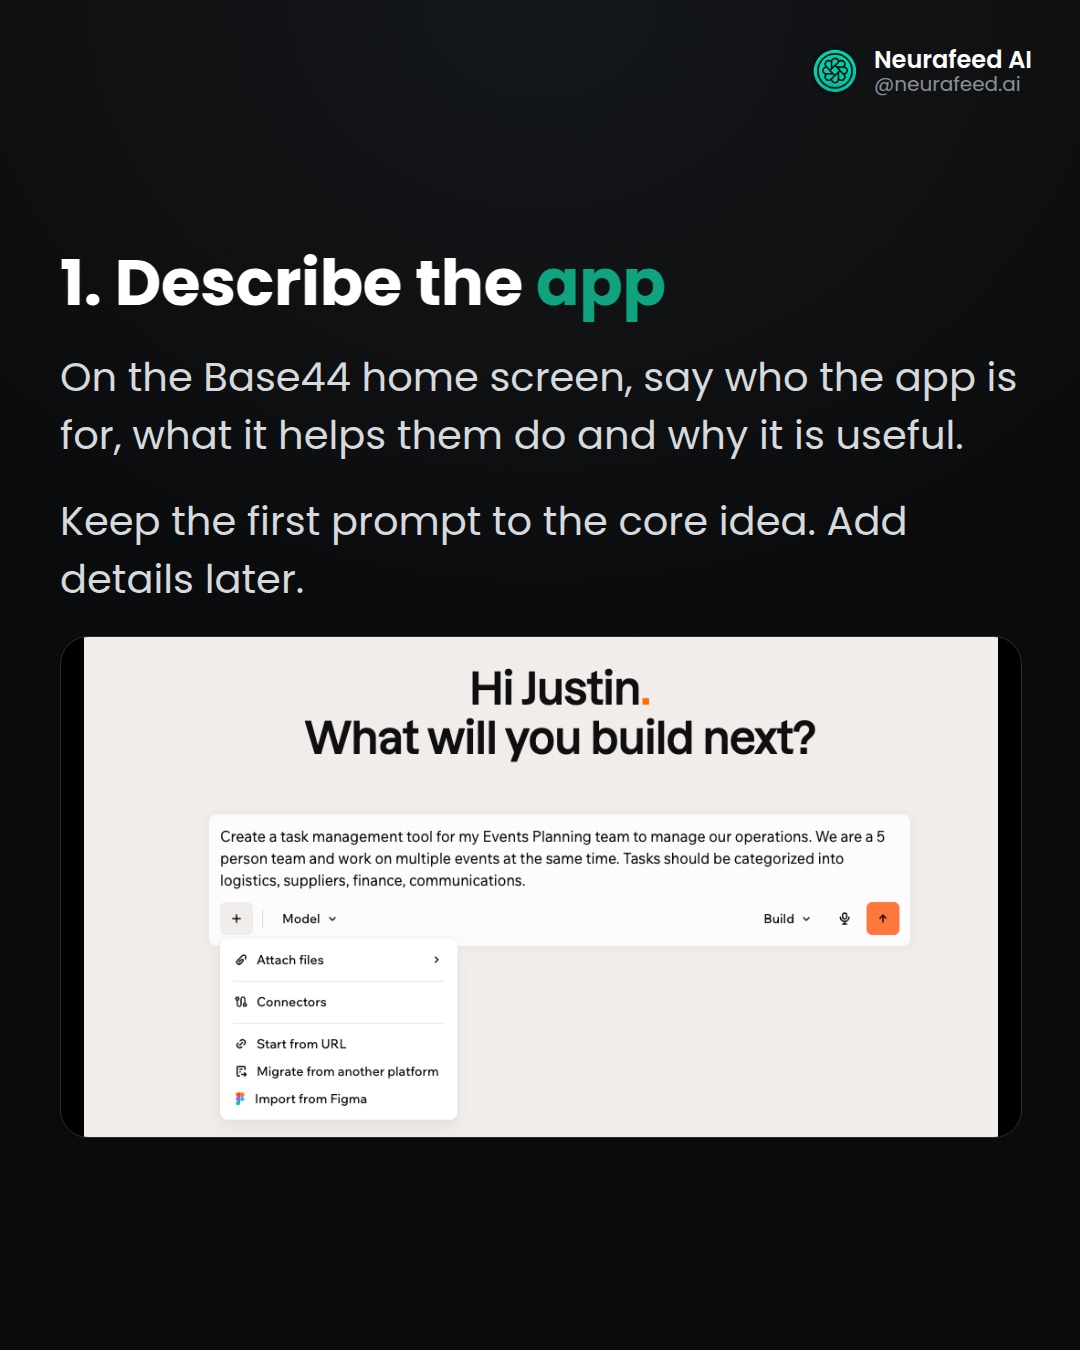 Neurafeed AI
@neurafeed.ai
1. Describe the app
On the Base44 home screen, say who the app is
for, what it helps them do and why it is useful.
Keep the first prompt to the core idea. Add
details later.
Hi Justin.
What will you build next?
Create a task management tool for my Events Planning team to manage our operations. We are a 5
person team and work on multiple events at the same time. Tasks should be categorized into
logistics, suppliers, finance, communications.
Model
Build
Attach files
Connectors
Start from URL
Migrate from another platform
Import from Figma